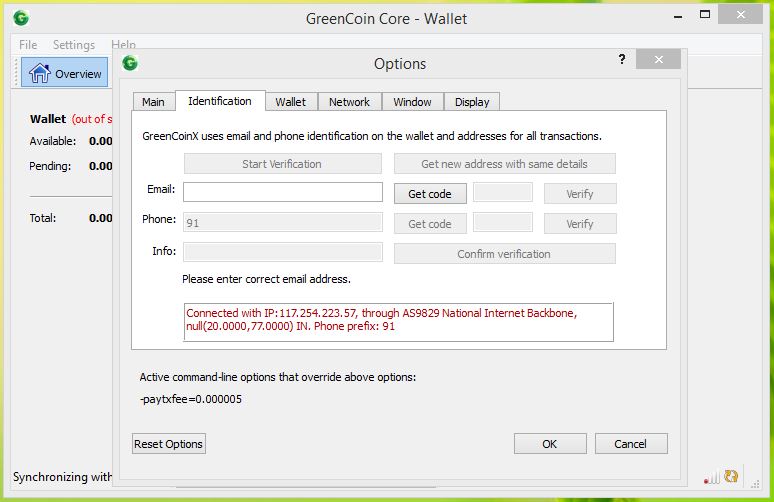 GreenCoin Core - Wallet
File Settings Help
Options
?
Overview
Main Identification Wallet Network Window Display
Wallet (out of s
GreenCoinX uses email and phone identification on the wallet and addresses for all transactions.
Available: 0.00
Start Verification Get new address with same details
Pending: 0.00
Email: Get code Verify
Phone: 91 Get code Verify
Total: 0.00
Info: Confirm verification
Please enter correct email address.
Connected with IP:117.254.223.57, through AS9829 National Internet Backbone,
null(20.0000,77.0000) IN. Phone prefix: 91
Active command-line options that override above options:
-paytxfee=0.000005
Reset Options OK Cancel
Synchronizing with